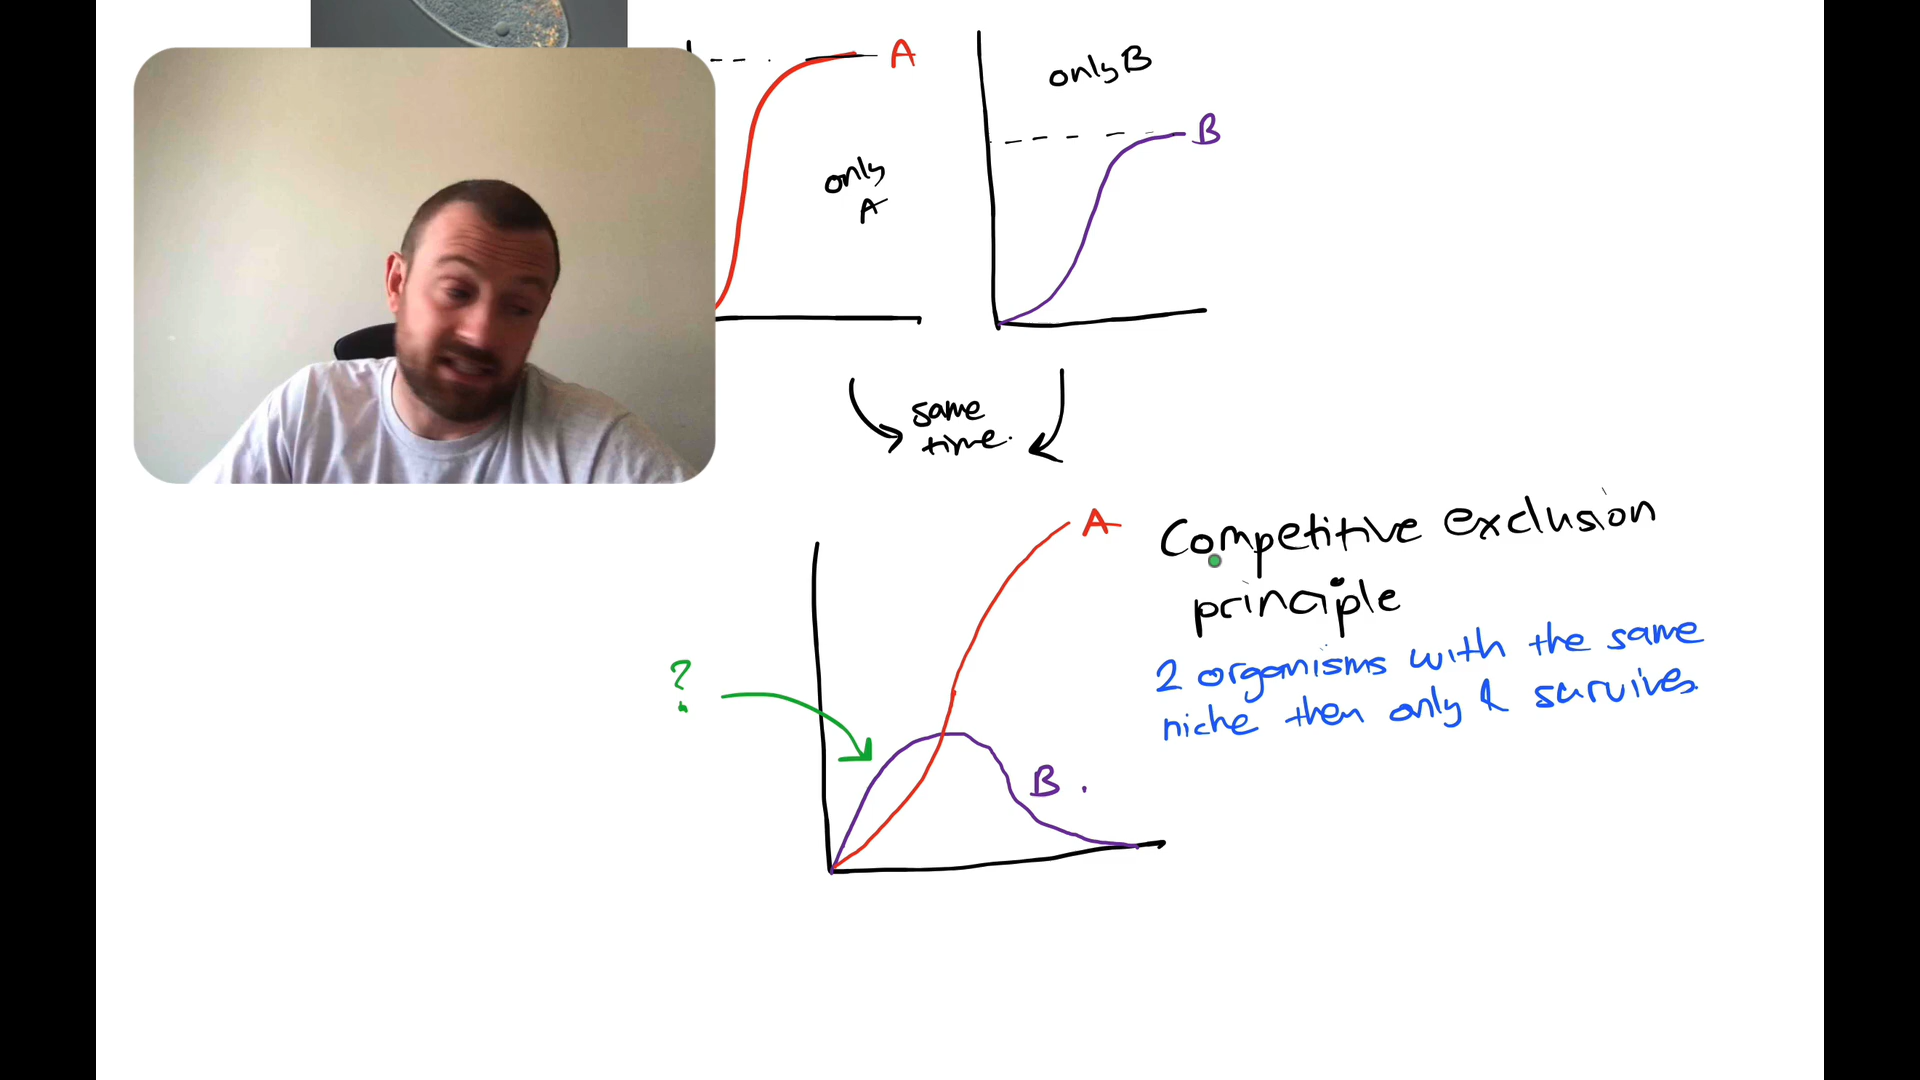 A
only B
B
only
A
same
time.
A
Competitive exclusion
principle
2 organisms with the same
niche then only 1 survives.
?
B.